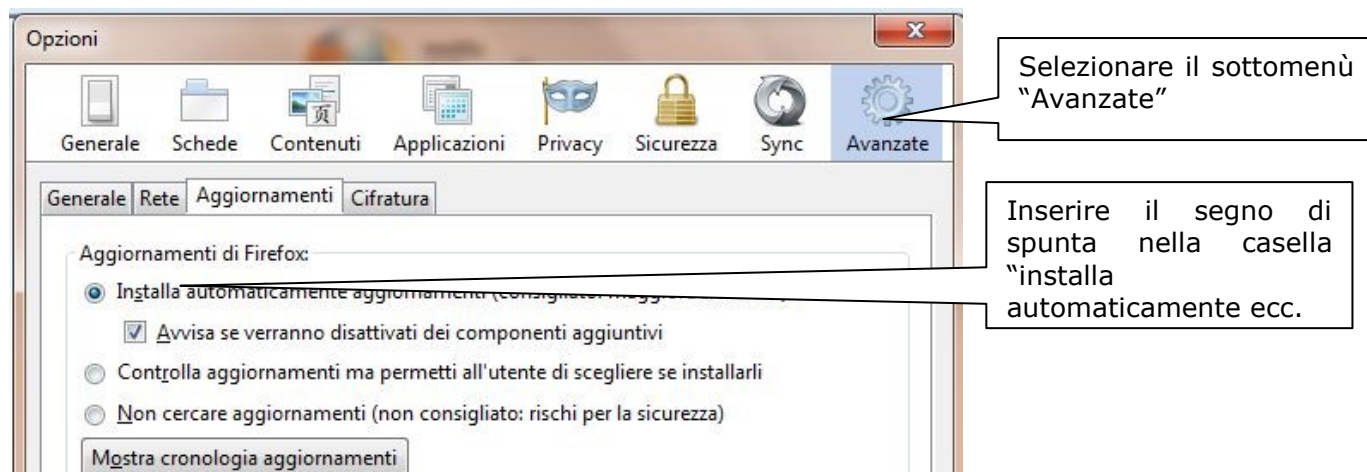 Opzioni
Generale Schede Contenuti Applicazioni Privacy Sicurezza Sync Avanzate
Generale Rete Aggiornamenti Cifratura
Aggiornamenti di Firefox:
Installa automaticamente aggiornamenti (consigliato:
Avvisa se verranno disattivati dei componenti aggiuntivi
Controlla aggiornamenti ma permetti all'utente di scegliere se installarli
Non cercare aggiornamenti (non consigliato: rischi per la sicurezza)
Mostra cronologia aggiornamenti
Selezionare il sottomenù
“Avanzate”
Inserire il segno di
spunta nella casella
“installa
automaticamente ecc.